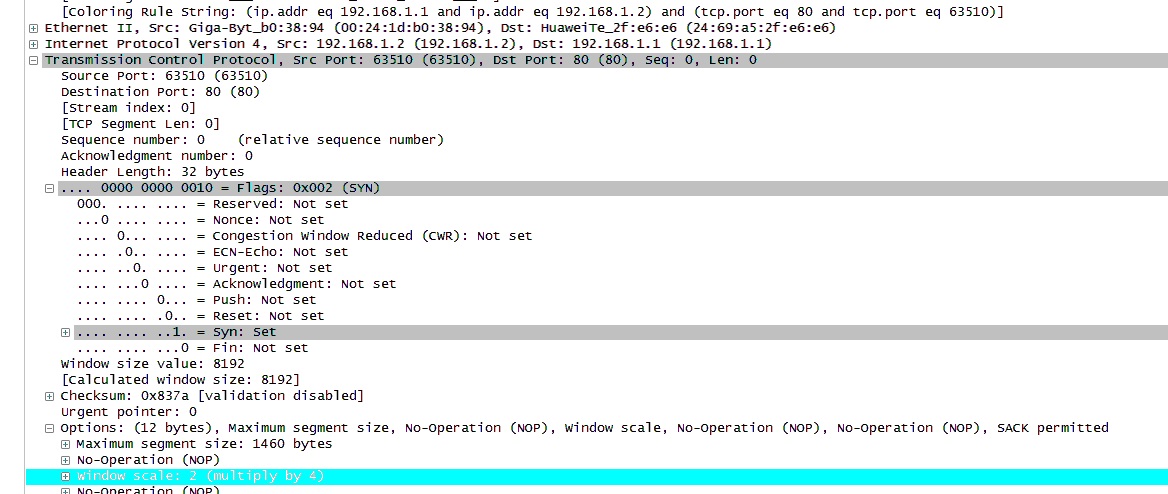 [Coloring Rule String: (ip.addr eq 192.168.1.1 and ip.addr eq 192.168.1.2) and (tcp.port eq 80 and tcp.port eq 63510)]
Ethernet II, Src: Giga-Byt_b0:38:94 (00:24:1d:b0:38:94), Dst: HuaweiTe_2f:e6:e6 (24:69:a5:2f:e6:e6)
Internet Protocol Version 4, Src: 192.168.1.2 (192.168.1.2), Dst: 192.168.1.1 (192.168.1.1)
Transmission Control Protocol, Src Port: 63510 (63510), Dst Port: 80 (80), Seq: 0, Len: 0
Source Port: 63510 (63510)
Destination Port: 80 (80)
[Stream index: 0]
[TCP Segment Len: 0]
Sequence number: 0    (relative sequence number)
Acknowledgment number: 0
Header Length: 32 bytes
.... 0000 0000 0010 = Flags: 0x002 (SYN)
000. .... .... = Reserved: Not set
...0 .... .... = Nonce: Not set
.... 0... .... = Congestion Window Reduced (CWR): Not set
.... .0.. .... = ECN-Echo: Not set
.... ..0. .... = Urgent: Not set
.... ...0 .... = Acknowledgment: Not set
.... .... 0... = Push: Not set
.... .... .0.. = Reset: Not set
.... .... ..1. = Syn: Set
.... .... ...0 = Fin: Not set
Window size value: 8192
[Calculated window size: 8192]
Checksum: 0x837a [validation disabled]
Urgent pointer: 0
Options: (12 bytes), Maximum segment size, No-Operation (NOP), Window scale, No-Operation (NOP), No-Operation (NOP), SACK permitted
Maximum segment size: 1460 bytes
No-Operation (NOP)
Window scale: 2 (multiply by 4)
No-Operation (NOP)